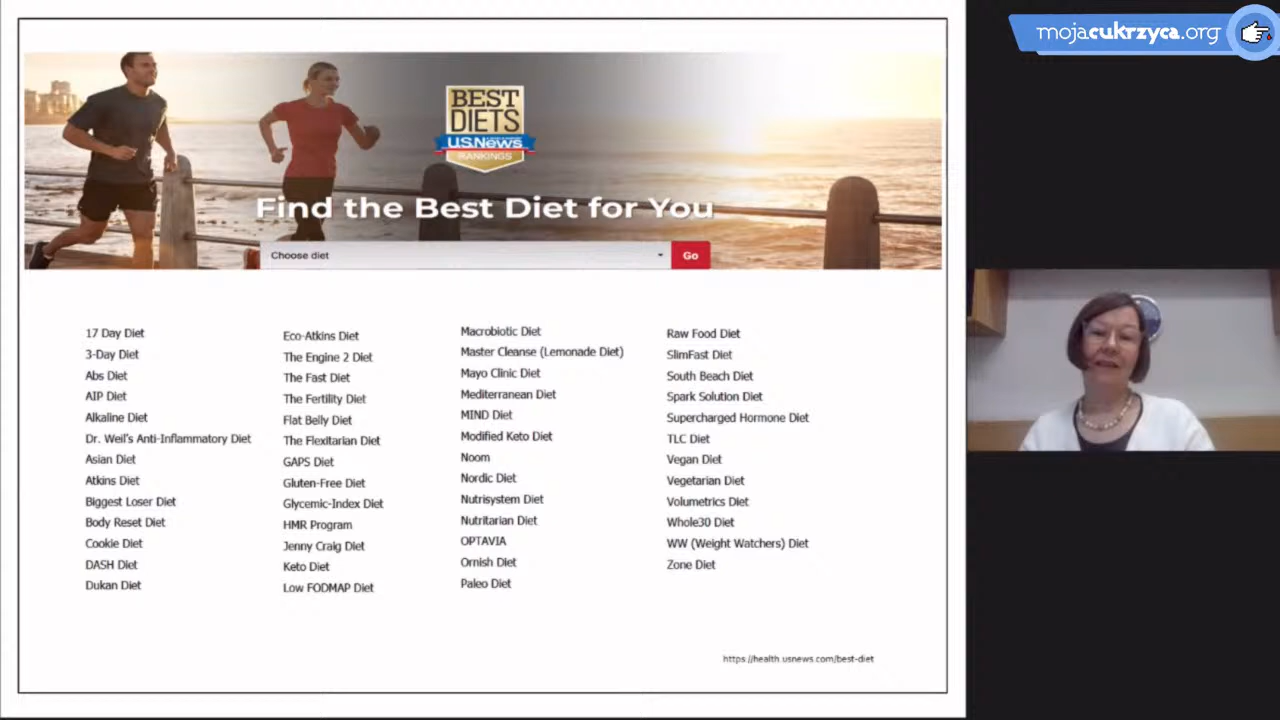 mojacukrzyca.org
BEST
DIETS
U.S.News
RANKINGS
Find the Best Diet for You
Choose diet
Go
17 Day Diet
3-Day Diet
Abs Diet
AIP Diet
Alkaline Diet
Dr. Weil's Anti-Inflammatory Diet
Asian Diet
Atkins Diet
Biggest Loser Diet
Body Reset Diet
Cookie Diet
DASH Diet
Dukan Diet
Eco-Atkins Diet
The Engine 2 Diet
The Fast Diet
The Fertility Diet
Flat Belly Diet
The Flexitarian Diet
GAPS Diet
Gluten-Free Diet
Glycemic-Index Diet
HMR Program
Jenny Craig Diet
Keto Diet
Low FODMAP Diet
Macrobiotic Diet
Master Cleanse (Lemonade Diet)
Mayo Clinic Diet
Mediterranean Diet
MIND Diet
Modified Keto Diet
Noom
Nordic Diet
Nutrisystem Diet
Nutritarian Diet
OPTAVIA
Ornish Diet
Paleo Diet
Raw Food Diet
SlimFast Diet
South Beach Diet
Spark Solution Diet
Supercharged Hormone Diet
TLC Diet
Vegan Diet
Vegetarian Diet
Volumetrics Diet
Whole30 Diet
WW (Weight Watchers) Diet
Zone Diet
https://health.usnews.com/best-diet